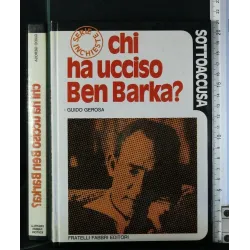 chi
ha ucciso
Ben Barka?
GUIDO GEROSA
SERIE
INCHIESTE
SOTTOACCUSA
FRATELLI FABBRI EDITORI
chi ha ucciso Ben Barka?